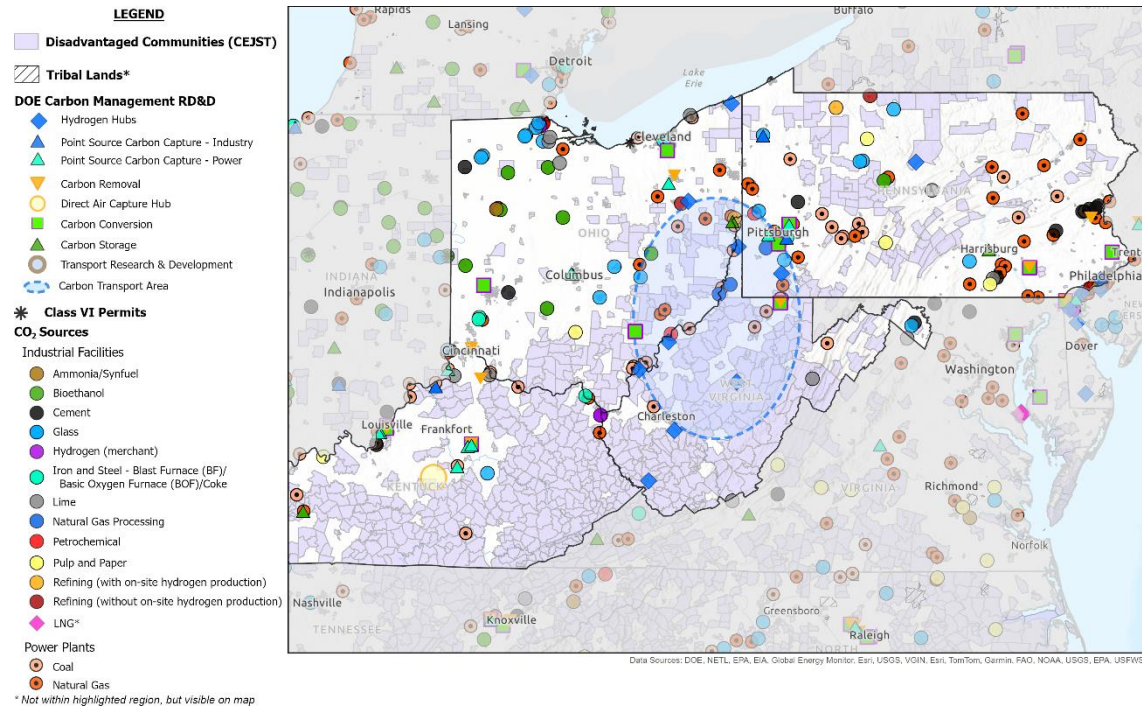 LEGEND
Disadvantaged Communities (CEJST)
Tribal Lands*
DOE Carbon Management RD&D
Hydrogen Hubs
Point Source Carbon Capture - Industry
Point Source Carbon Capture - Power
Carbon Removal
Direct Air Capture Hub
Carbon Conversion
Carbon Storage
Transport Research & Development
Carbon Transport Area
Class VI Permits
CO₂ Sources
Industrial Facilities
Ammonia/Synfuel
Bioethanol
Cement
Glass
Hydrogen (merchant)
Iron and Steel - Blast Furnace (BF)/
Basic Oxygen Furnace (BOF)/Coke
Lime
Natural Gas Processing
Petrochemical
Pulp and Paper
Refining (with on-site hydrogen production)
Refining (without on-site hydrogen production)
LNG*
Power Plants
Coal
Natural Gas
* Not within highlighted region, but visible on map
Rapids
Lansing
Buffalo
Detroit
Lake
Erie
Cleveland
PENNSYLVANIA
OHIO
Pittsburgh
Harrisburg
Trento
Philadelphia
INDIANA
Indianapolis
Columbus
NEW
JERSEY
Dover
Cincinnati
Washington
WEST
VIRGINIA
Louisville
Frankfort
Charleston
KENTUCKY
VIRGINIA
Richmond
Norfolk
Nashville
TENNESSEE
Knoxville
Greensboro
Raleigh
NORTH
Data Sources: DOE, NETL, EPA, EIA, Global Energy Monitor, Esri, USGS, VGIN, Esri, TomTom, Garmin, FAO, NOAA, USGS, EPA, USFWS